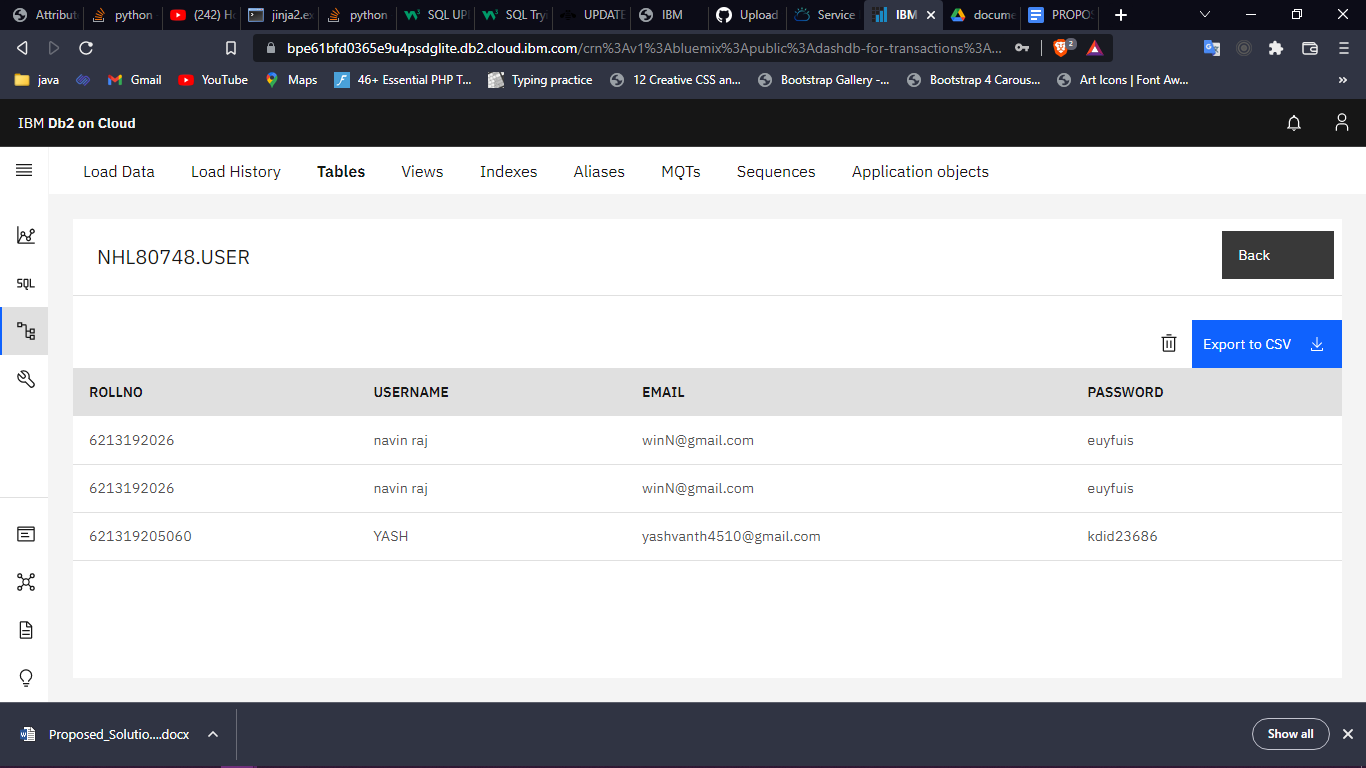 Attribut python (242) Ho jinja2.ex python SQL UPD SQL Try UPDATE IBM Upload Service IBM docume PROPOS
bpe61bfd0365e9u4psdglite.db2.cloud.ibm.com/crn%3Av1%3Abluemix%3Apublic%3Adashdb-for-transactions%3A... 2
java Gmail YouTube Maps 46+ Essential PHP T... Typing practice 12 Creative CSS an... Bootstrap Gallery -... Bootstrap 4 Carous... Art Icons | Font Aw... »
IBM Db2 on Cloud
Load Data Load History Tables Views Indexes Aliases MQTs Sequences Application objects
NHL80748.USER
Back
SQL
Export to CSV
ROLLNO USERNAME EMAIL PASSWORD
6213192026 navin raj winN@gmail.com euyfuis
6213192026 navin raj winN@gmail.com euyfuis
621319205060 YASH yashvanth4510@gmail.com kdid23686
Proposed_Solutio....docx Show all